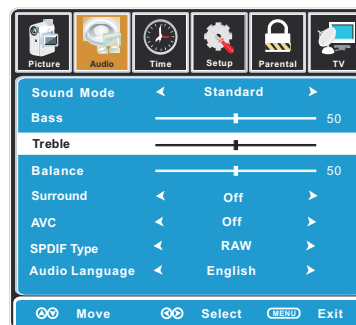 Picture Audio Time Setup Parental TV
Sound Mode Standard
Bass 50
Treble
Balance 50
Surround Off
AVC Off
SPDIF Type RAW
Audio Language English
Move Select MENU Exit